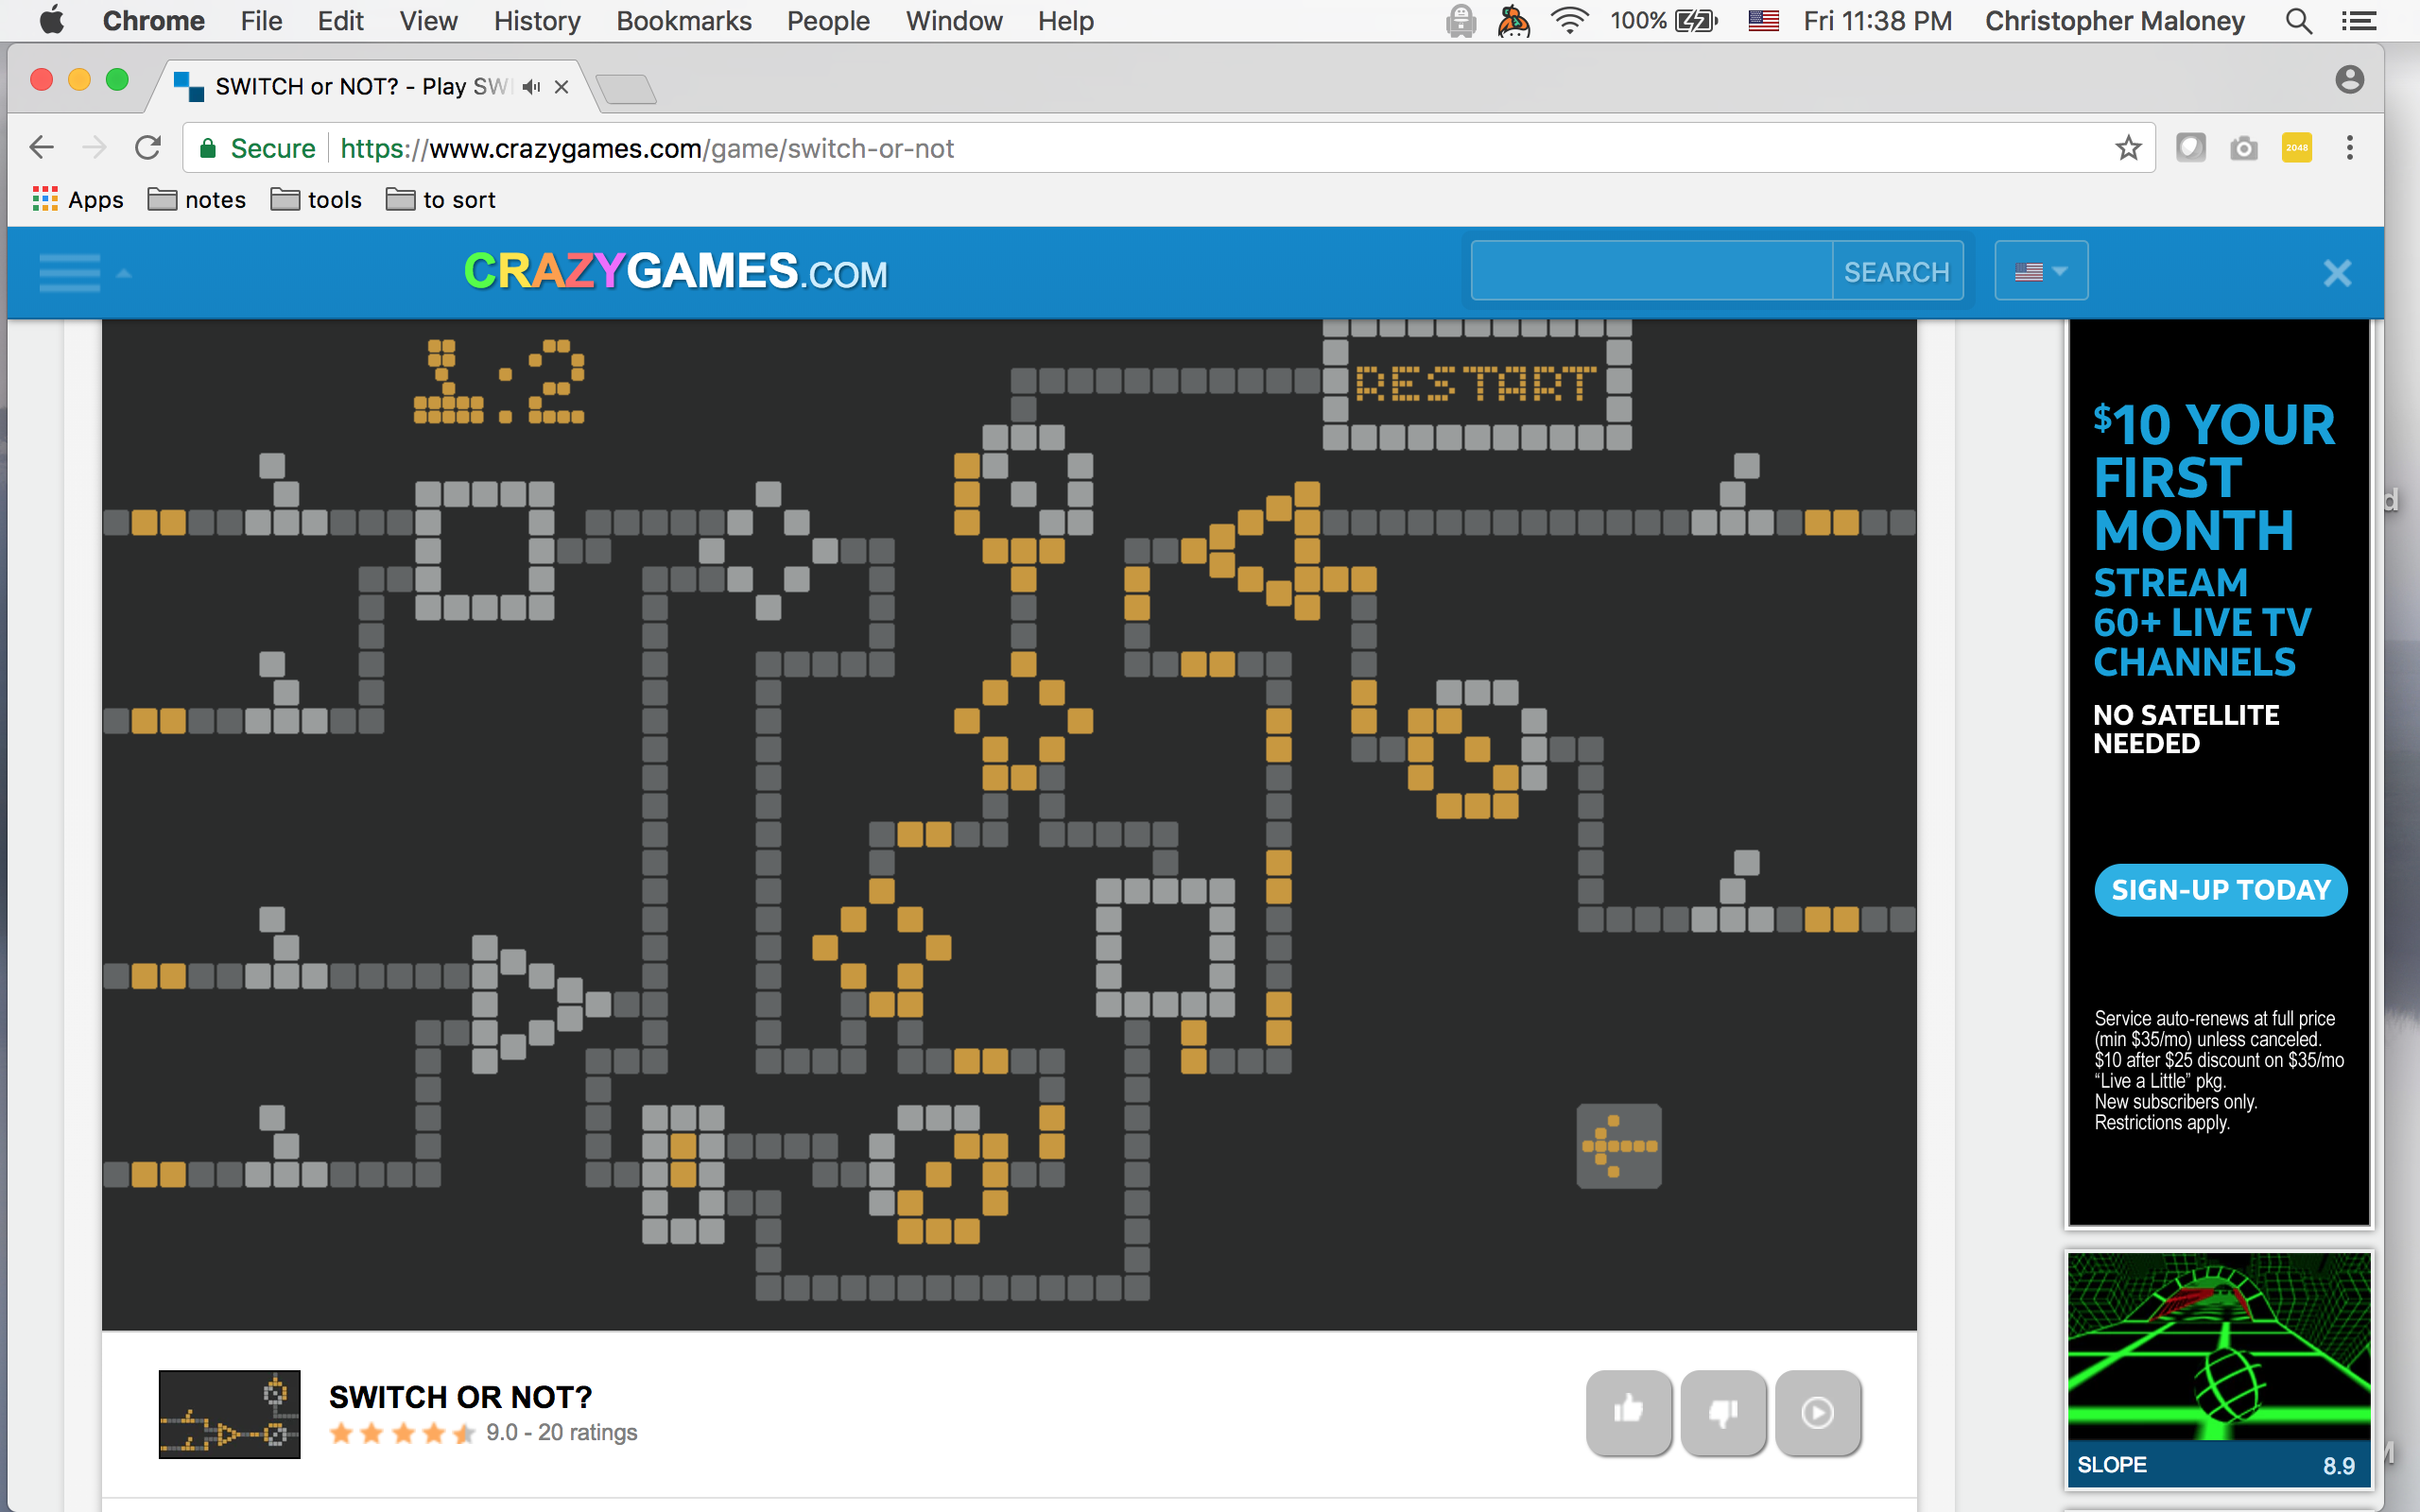 Chrome File Edit View History Bookmarks People Window Help 100% Fri 11:38 PM Christopher Maloney
SWITCH or NOT? - Play SW
Secure https://www.crazygames.com/game/switch-or-not
2048
Apps notes tools to sort
CRAZYGAMES.COM SEARCH
1:2
RESTART
$10 YOUR
FIRST
MONTH
STREAM
60+ LIVE TV
CHANNELS
NO SATELLITE
NEEDED
SIGN-UP TODAY
Service auto-renews at full price
(min $35/mo) unless canceled.
$10 after $25 discount on $35/mo
“Live a Little” pkg.
New subscribers only.
Restrictions apply.
SWITCH OR NOT?
9.0 - 20 ratings
SLOPE 8.9